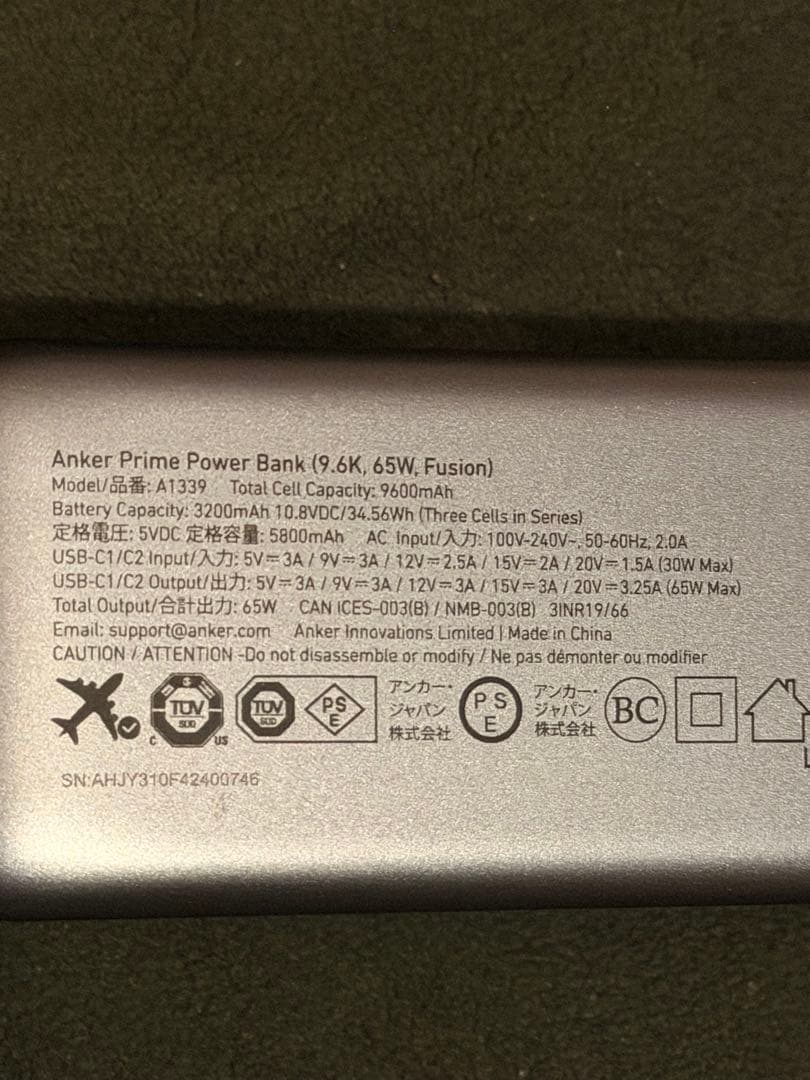 Anker Prime Power Bank (9.6K, 65W, Fusion)
Model/品番: A1339 Total Cell Capacity: 9600mAh
Battery Capacity: 3200mAh 10.8VDC/34.56Wh (Three Cells in Series)
定格電圧: 5VDC 定格容量: 5800mAh AC Input/入力: 100V-240V~, 50-60Hz, 2.0A
USB-C1/C2 Input/入力: 5V⎓3A / 9V⎓3A / 12V⎓2.5A / 15V⎓2A / 20V⎓1.5A (30W Max)
USB-C1/C2 Output/出力: 5V⎓3A / 9V⎓3A / 12V⎓3A / 15V⎓3A / 20V⎓3.25A (65W Max)
Total Output/合計出力: 65W CAN ICES-003(B) / NMB-003(B) 3INR19/66
Email: support@anker.com Anker Innovations Limited | Made in China
CAUTION / ATTENTION -Do not disassemble or modify / Ne pas démonter ou modifier
S
TÜV
SÜD
C US
TÜV
SÜD
PS
E
アンカー・
ジャパン
株式会社
PS
E
アンカー・
ジャパン
株式会社
BC
SN:AHJY310F42400746